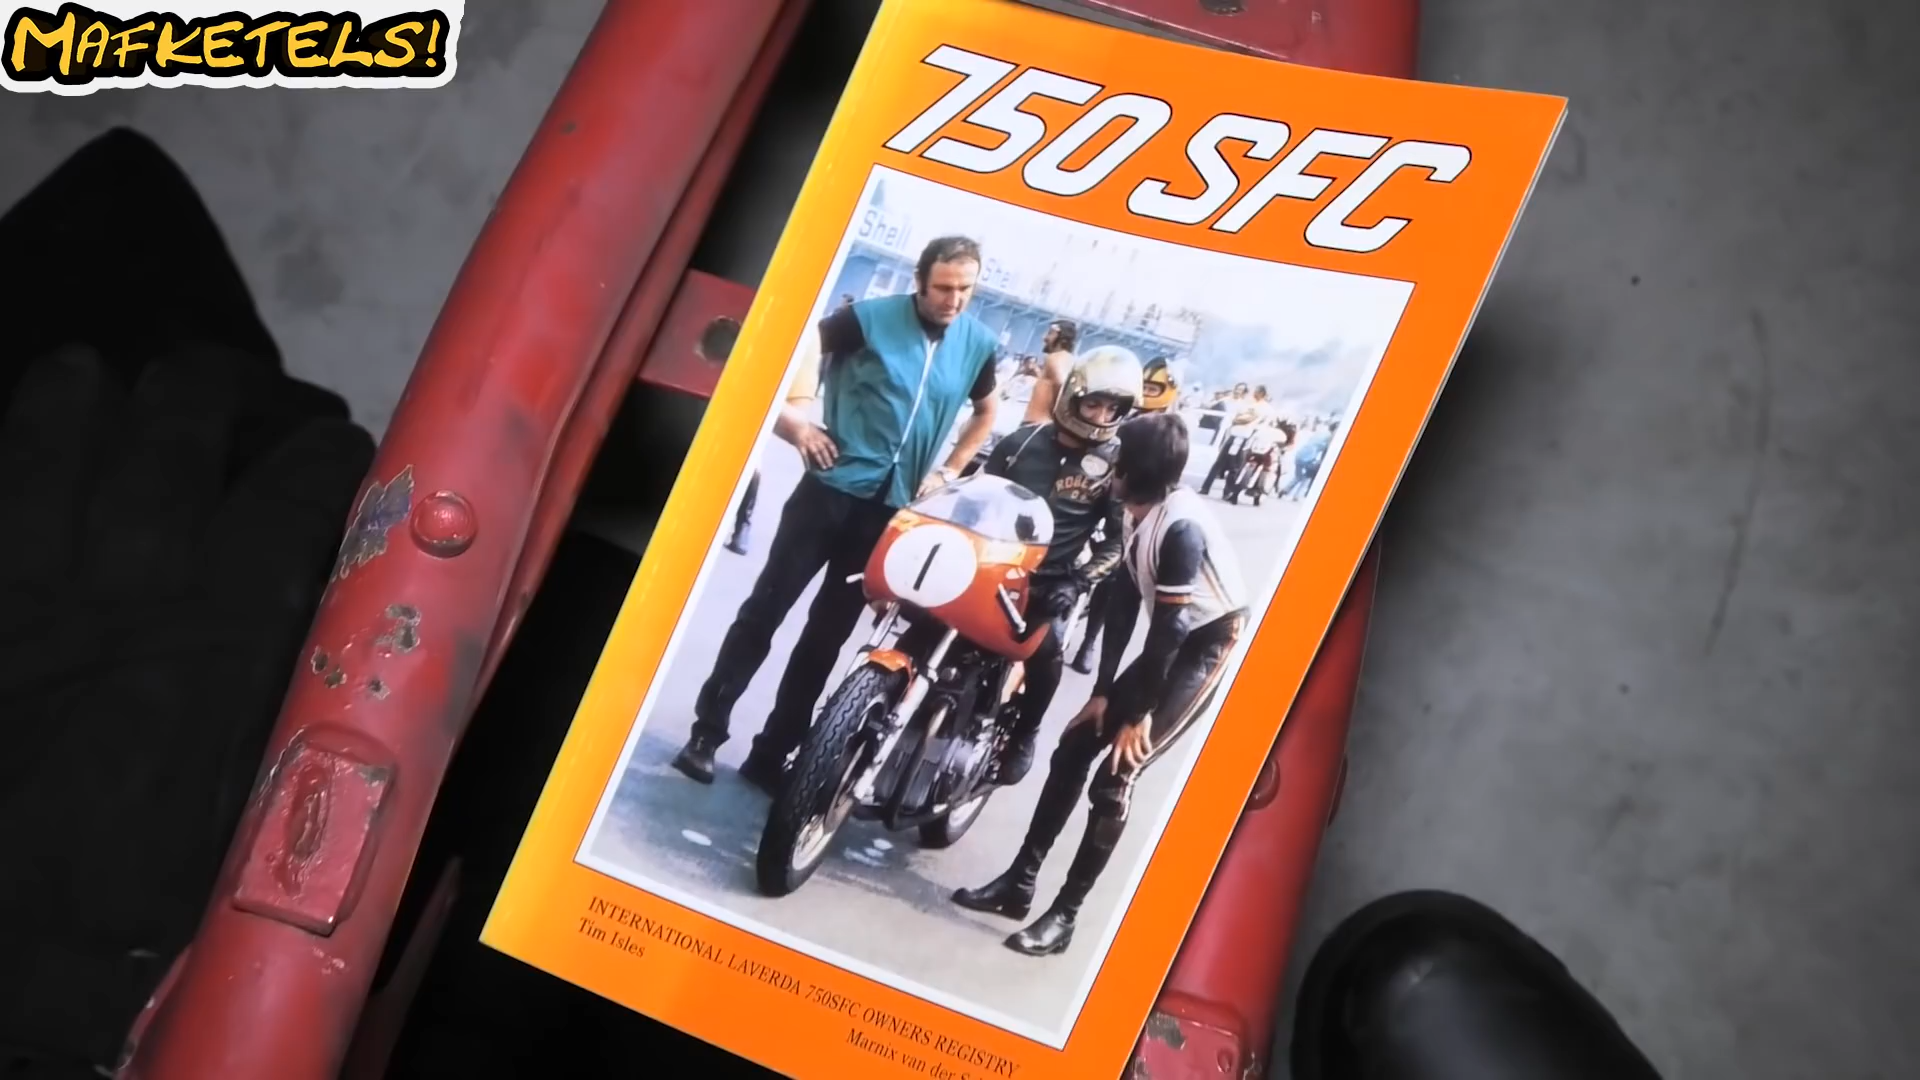 MAFKETELS!
750 SFC
Shell
Shell
1
INTERNATIONAL LAVERDA 750SFC OWNERS REGISTRY
Tim Isles
Marnix van der